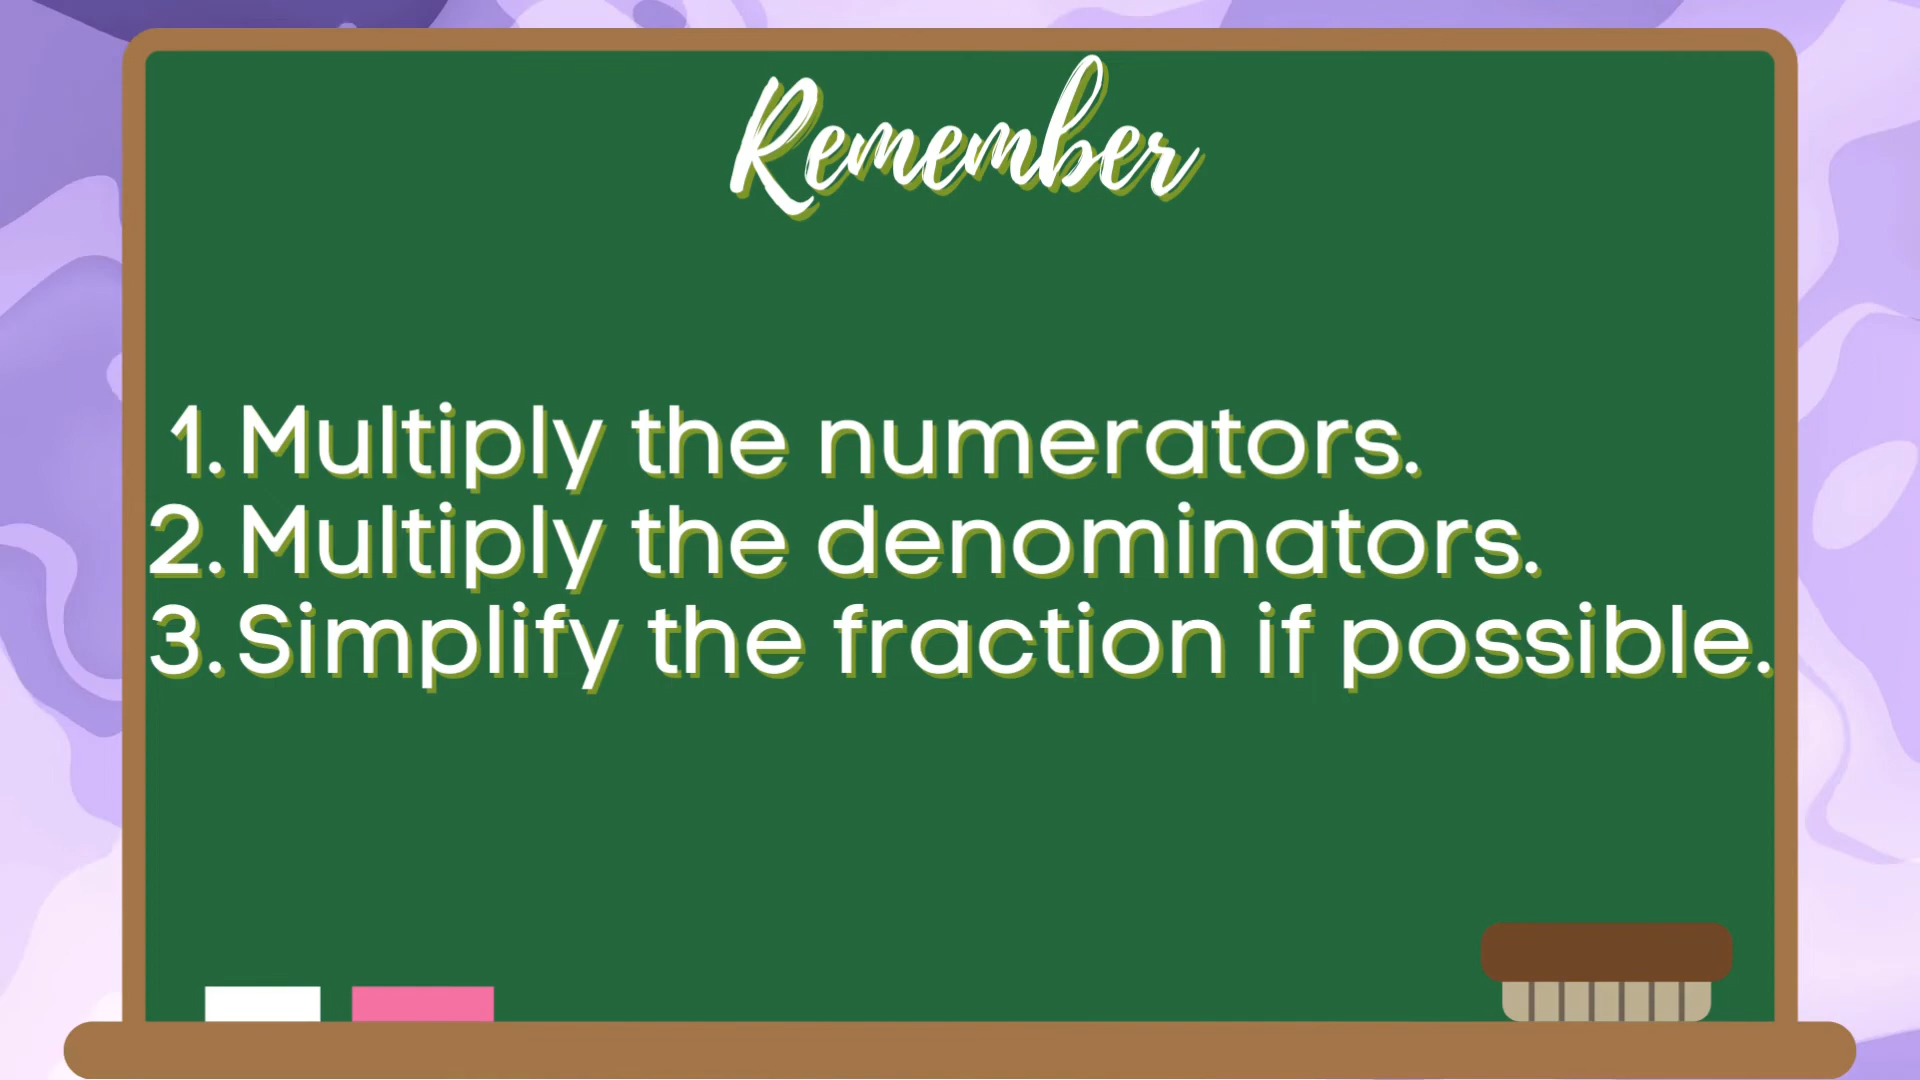 Remember
1. Multiply the numerators.
2. Multiply the denominators.
3. Simplify the fraction if possible.